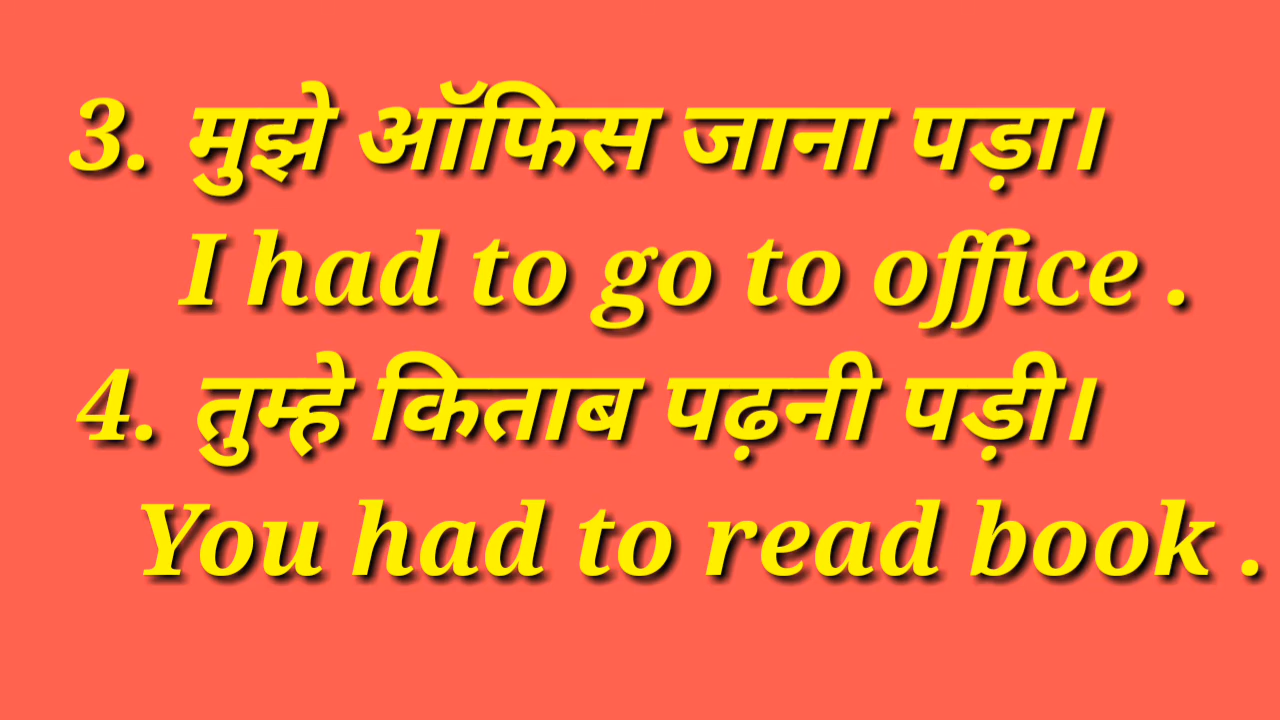 3. मुझे ऑफिस जाना पड़ा।
I had to go to office .
4. तुम्हे किताब पढ़नी पड़ी।
You had to read book .